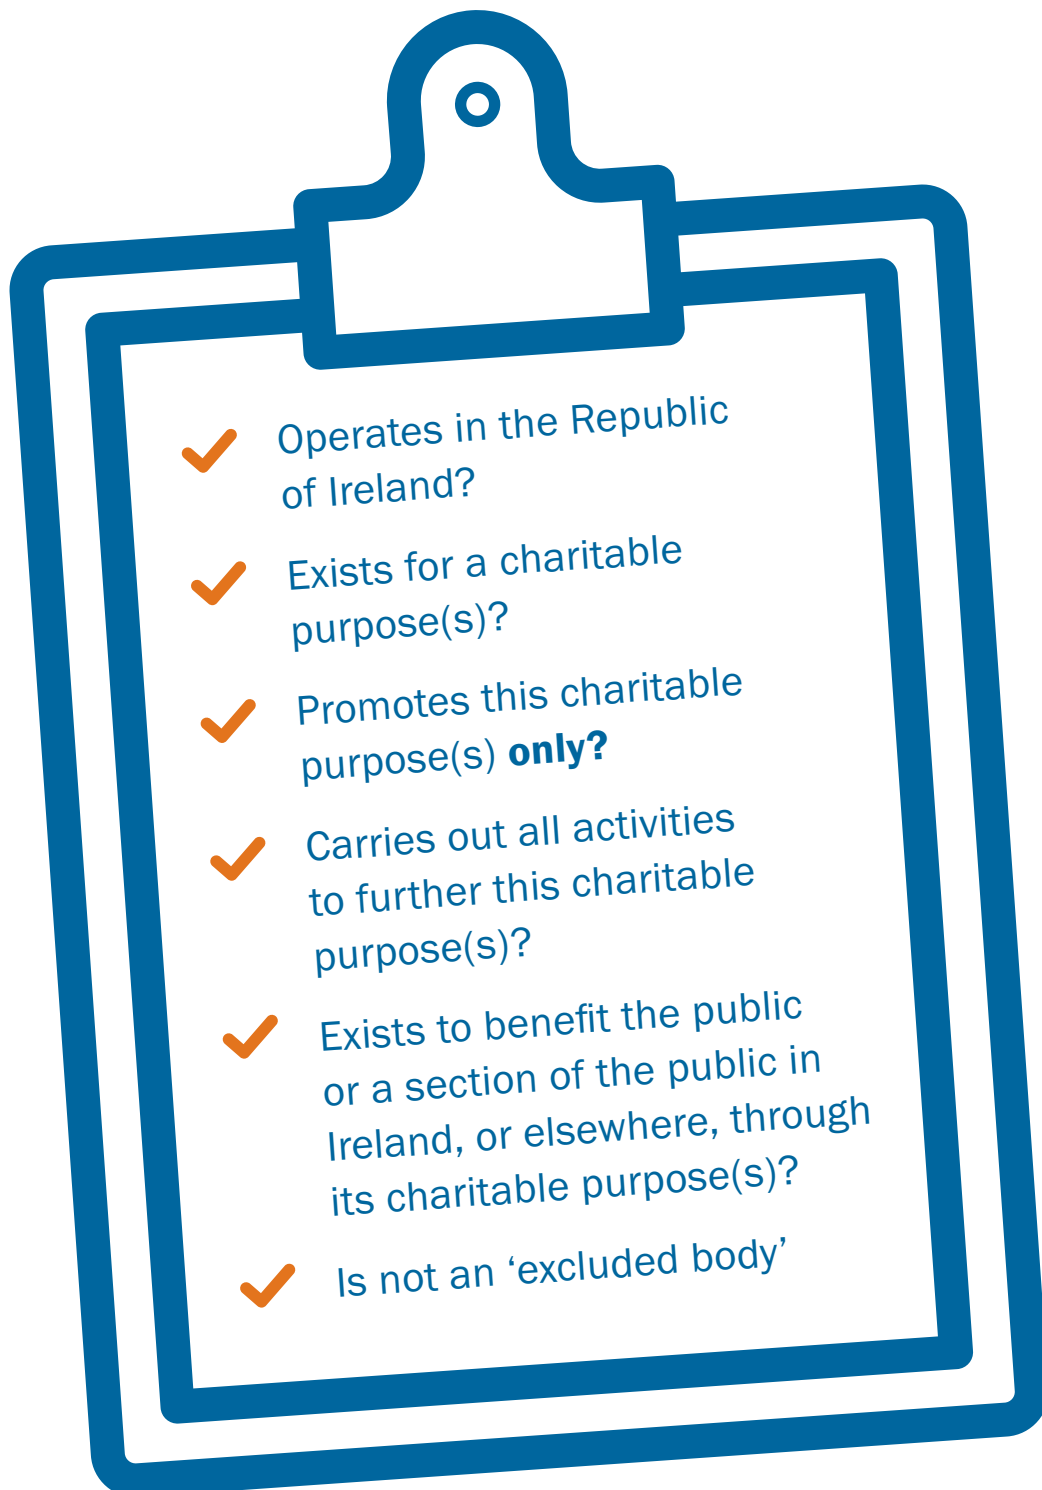 Operates in the Republic
of Ireland?
Exists for a charitable
purpose(s)?
Promotes this charitable
purpose(s) only?
Carries out all activities
to further this charitable
purpose(s)?
Exists to benefit the public
or a section of the public in
Ireland, or elsewhere, through
its charitable purpose(s)?
Is not an ‘excluded body’